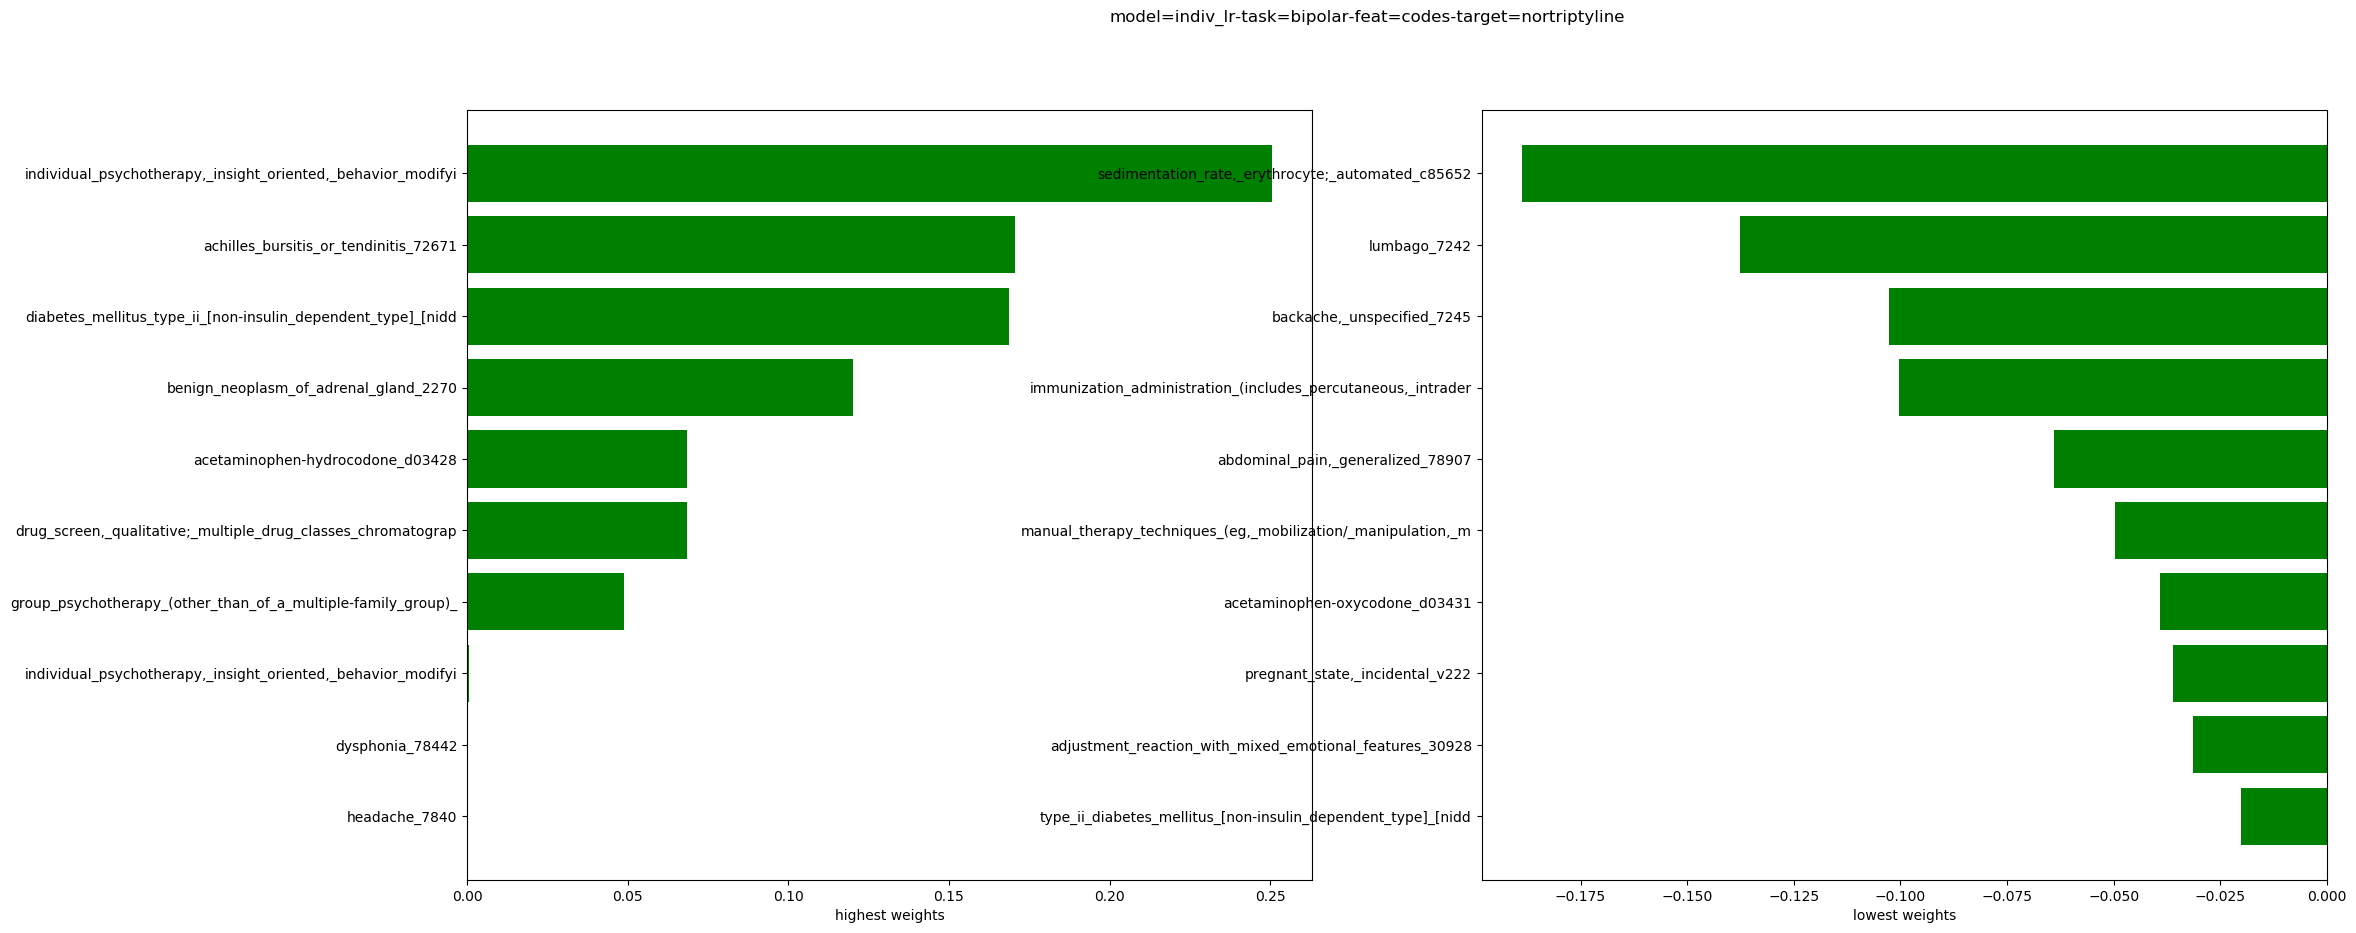 model=indiv_lr-task=bipolar-feat=codes-target=nortriptyline
individual_psychotherapy,_insight_oriented,_behavior_modifyi
achilles_bursitis_or_tendinitis_72671
diabetes_mellitus_type_ii_[non-insulin_dependent_type]_[nidd
benign_neoplasm_of_adrenal_gland_2270
acetaminophen-hydrocodone_d03428
drug_screen,_qualitative;_multiple_drug_classes_chromatograp
group_psychotherapy_(other_than_of_a_multiple-family_group)_
individual_psychotherapy,_insight_oriented,_behavior_modifyi
dysphonia_78442
headache_7840
0.00 0.05 0.10 0.15 0.20 0.25
highest weights
sedimentation_rate,_erythrocyte;_automated_c85652
lumbago_7242
backache,_unspecified_7245
immunization_administration_(includes_percutaneous,_intrader
abdominal_pain,_generalized_78907
manual_therapy_techniques_(eg,_mobilization/_manipulation,_m
acetaminophen-oxycodone_d03431
pregnant_state,_incidental_v222
adjustment_reaction_with_mixed_emotional_features_30928
type_ii_diabetes_mellitus_[non-insulin_dependent_type]_[nidd
−0.175 −0.150 −0.125 −0.100 −0.075 −0.050 −0.025 0.000
lowest weights